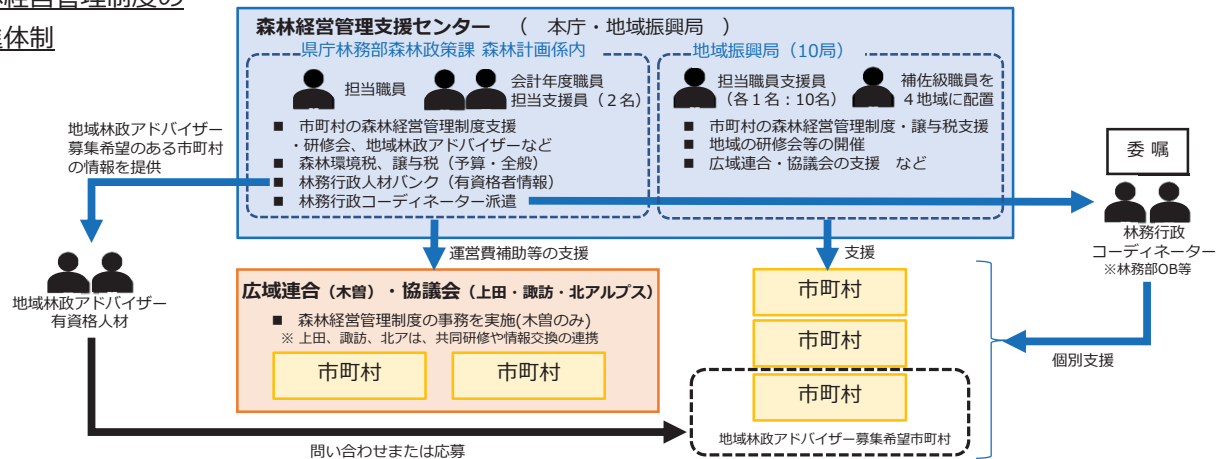 経営管理制度の
体制
森林経営管理支援センター （ 本庁・地域振興局 ）
県庁林務部森林政策課 森林計画係内
担当職員
会計年度職員
担当支援員（２名）
■ 市町村の森林経営管理制度支援
・研修会、地域林政アドバイザーなど
■ 森林環境税、譲与税（予算・全般）
■ 林務行政人材バンク（有資格者情報）
■ 林務行政コーディネーター派遣
地域振興局（10局）
担当職員支援員
（各１名：10名）
補佐級職員を
４地域に配置
■ 市町村の森林経営管理制度・譲与税支援
■ 地域の研修会等の開催
■ 広域連合・協議会の支援 など
地域林政アドバイザー
募集希望のある市町村
の情報を提供
委 嘱
林務行政
コーディネーター
※林務部OB等
運営費補助等の支援
支援
地域林政アドバイザー
有資格人材
広域連合（木曽）・協議会（上田・諏訪・北アルプス）
■ 森林経営管理制度の事務を実施(木曽のみ)
※ 上田、諏訪、北アは、共同研修や情報交換の連携
市町村
市町村
市町村
市町村
市町村
地域林政アドバイザー募集希望市町村
個別支援
問い合わせまたは応募